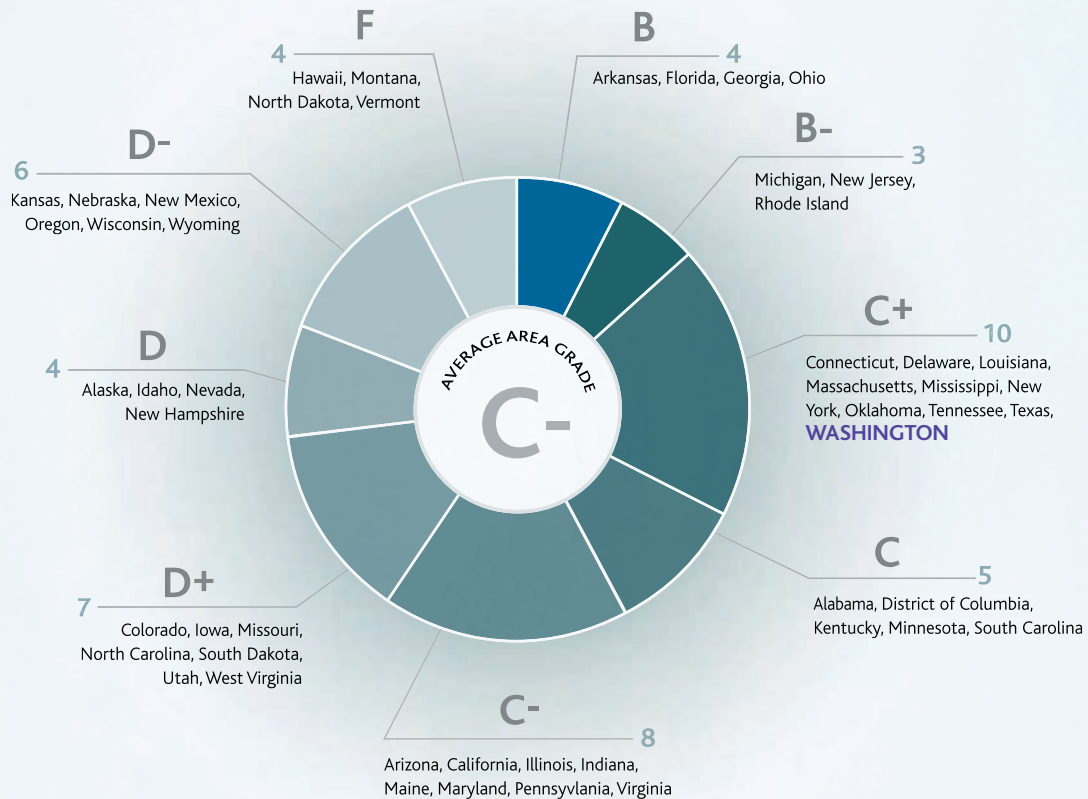 F
4
Hawaii, Montana,
North Dakota, Vermont
B
4
Arkansas, Florida, Georgia, Ohio
B-
3
Michigan, New Jersey,
Rhode Island
C+
10
Connecticut, Delaware, Louisiana,
Massachusetts, Mississippi, New
York, Oklahoma, Tennessee, Texas,
WASHINGTON
C
5
Alabama, District of Columbia,
Kentucky, Minnesota, South Carolina
C-
8
Arizona, California, Illinois, Indiana,
Maine, Maryland, Pennsyvlania, Virginia
D+
7
Colorado, Iowa, Missouri,
North Carolina, South Dakota,
Utah, West Virginia
D
4
Alaska, Idaho, Nevada,
New Hampshire
D-
6
Kansas, Nebraska, New Mexico,
Oregon, Wisconsin, Wyoming
AVERAGE AREA GRADE
C-